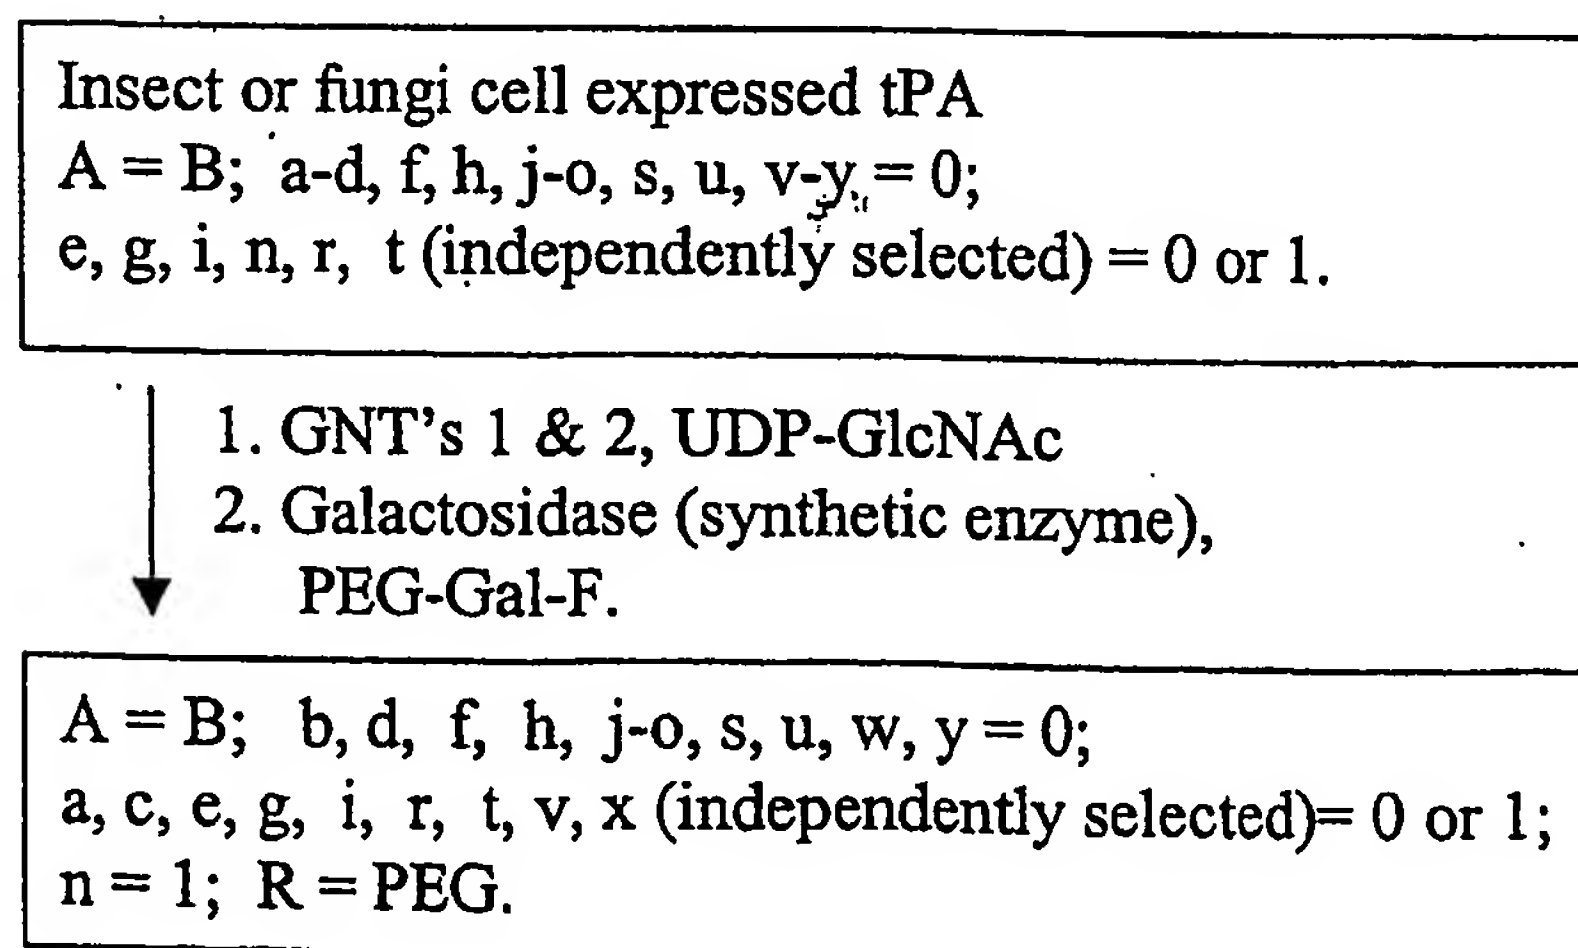 Insect or fungi cell expressed tPA
A = B; a-d, f, h, j-o, s, u, v-y = 0;
e, g, i, n, r, t (independently selected) = 0 or 1.
1. GNT's 1 & 2, UDP-GlcNAc
2. Galactosidase (synthetic enzyme),
PEG-Gal-F.
A = B; b, d, f, h, j-o, s, u, w, y = 0;
a, c, e, g, i, r, t, v, x (independently selected)= 0 or 1;
n = 1; R = PEG.